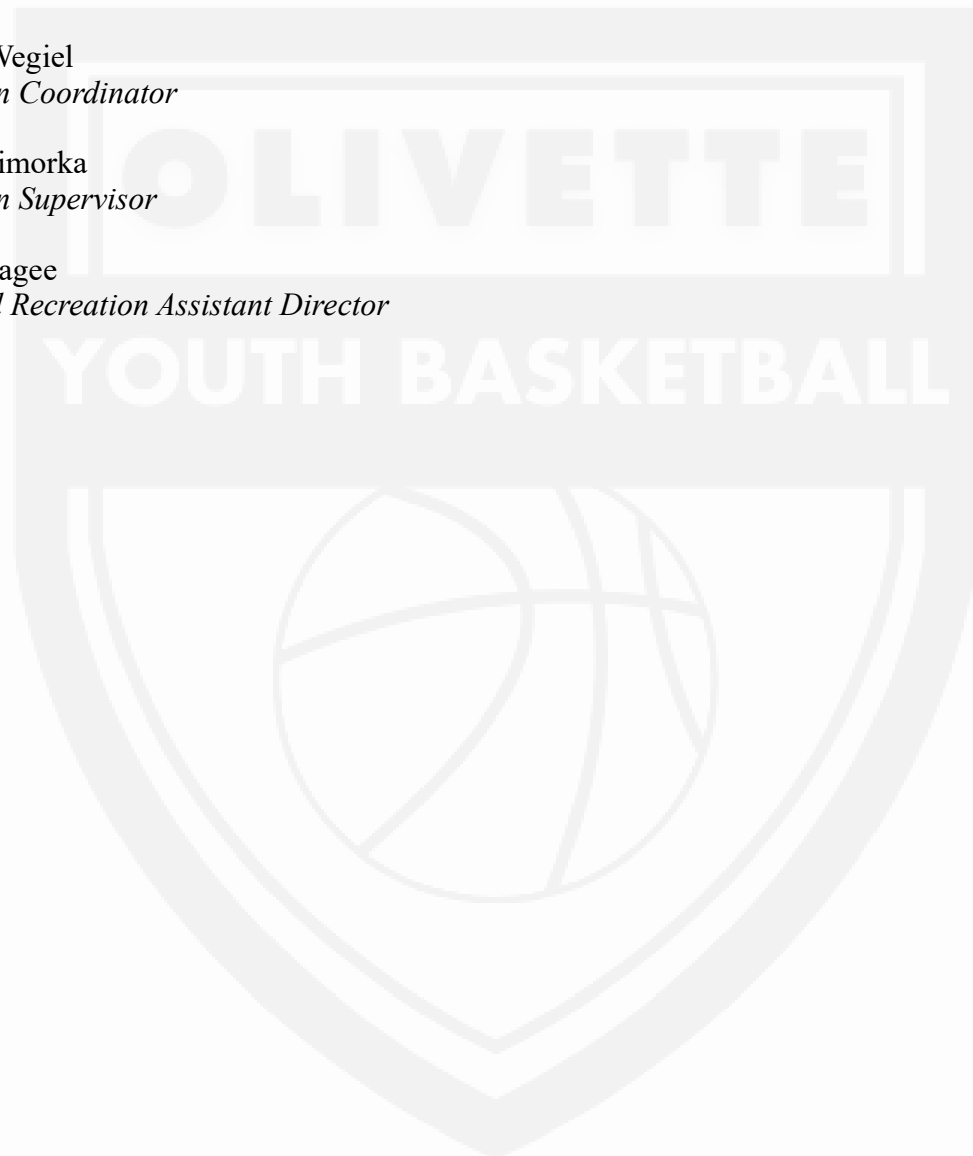 Wegiel
n Coordinator
imorka
n Supervisor
agee
l Recreation Assistant Director
OLIVETTE
YOUTH BASKETBALL